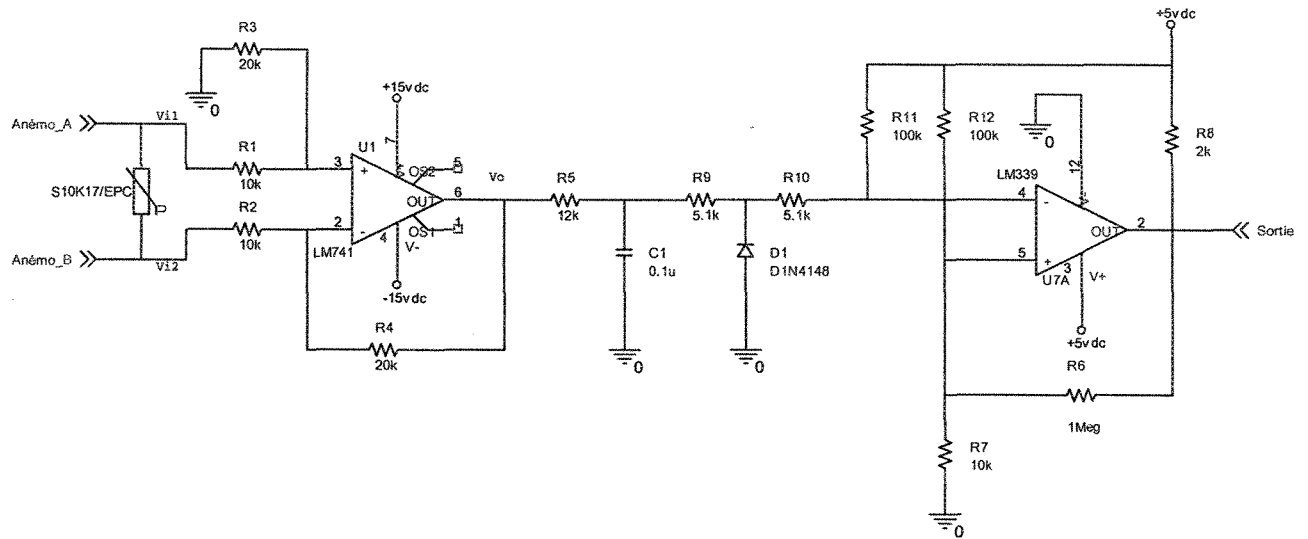 R3
20k
0
+15vdc
Anémo_A
Vi1
R1
10k
S10K17/EPC
R2
10k
Anémo_B
Vi2
7
U1
3
+
2
-
LM741
OS2
5
OUT
6
OS1
1
4
V-
-15vdc
R4
20k
Vo
R5
12k
C1
0.1u
0
R9
5.1k
D1
D1N4148
0
R10
5.1k
+5vdc
R11
100k
R12
100k
0
R8
2k
12
LM339
4
-
5
+
OUT
2
3
U7A
V+
+5vdc
Sortie
R6
1Meg
R7
10k
0